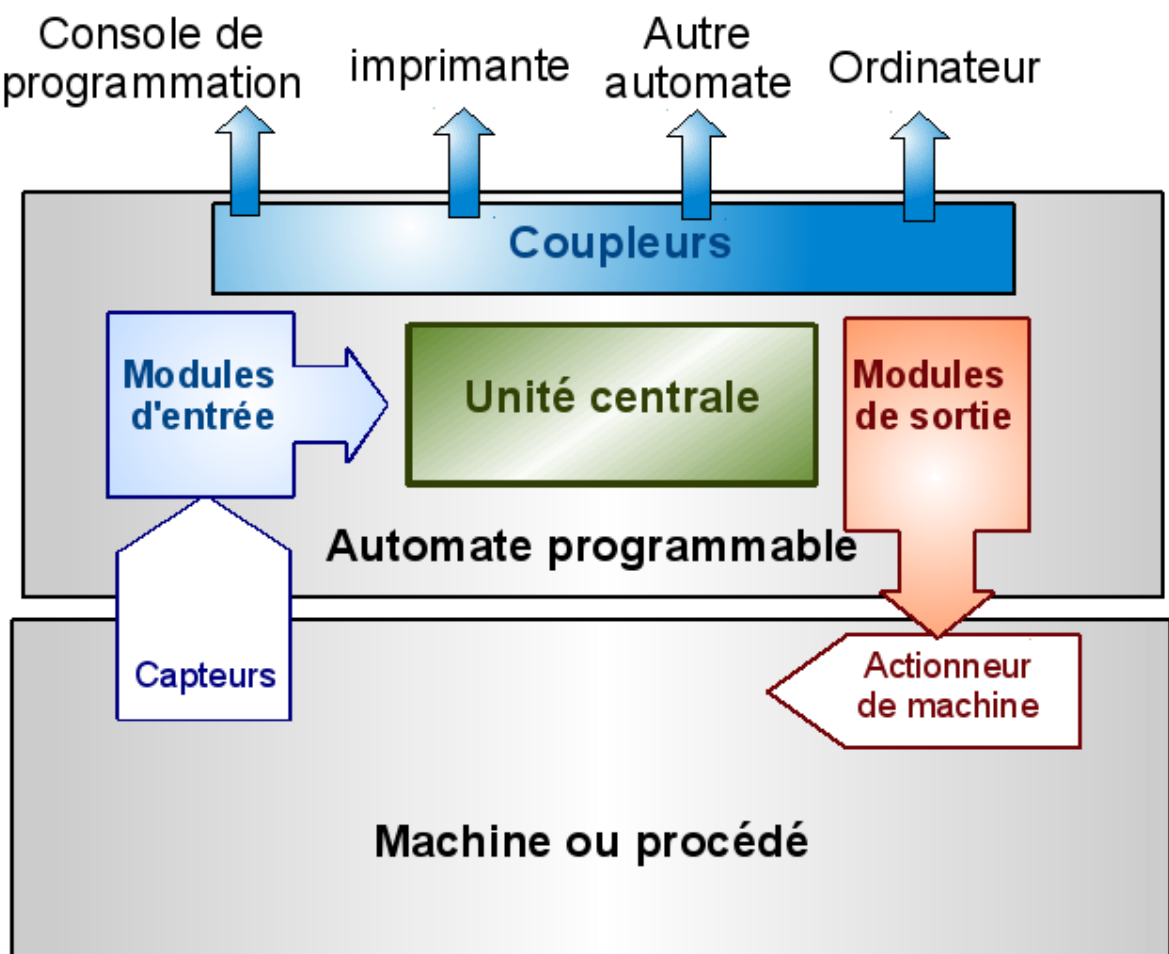 Console de
programmation
imprimante
Autre
automate
Ordinateur
Coupleurs
Modules
d'entrée
Unité centrale
Modules
de sortie
Automate programmable
Capteurs
Actionneur
de machine
Machine ou procédé